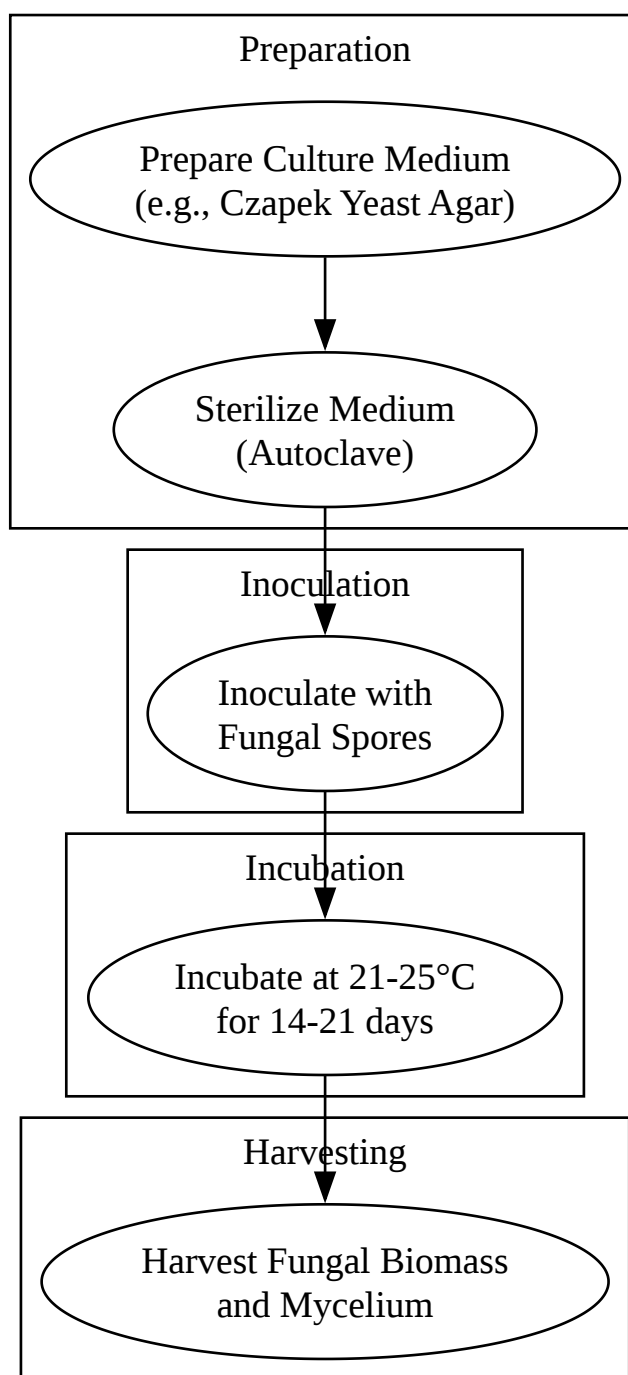 Preparation
Prepare Culture Medium
(e.g., Czapek Yeast Agar)
Sterilize Medium
(Autoclave)
Inoculation
Inoculate with
Fungal Spores
Incubation
Incubate at 21-25°C
for 14-21 days
Harvesting
Harvest Fungal Biomass
and Mycelium